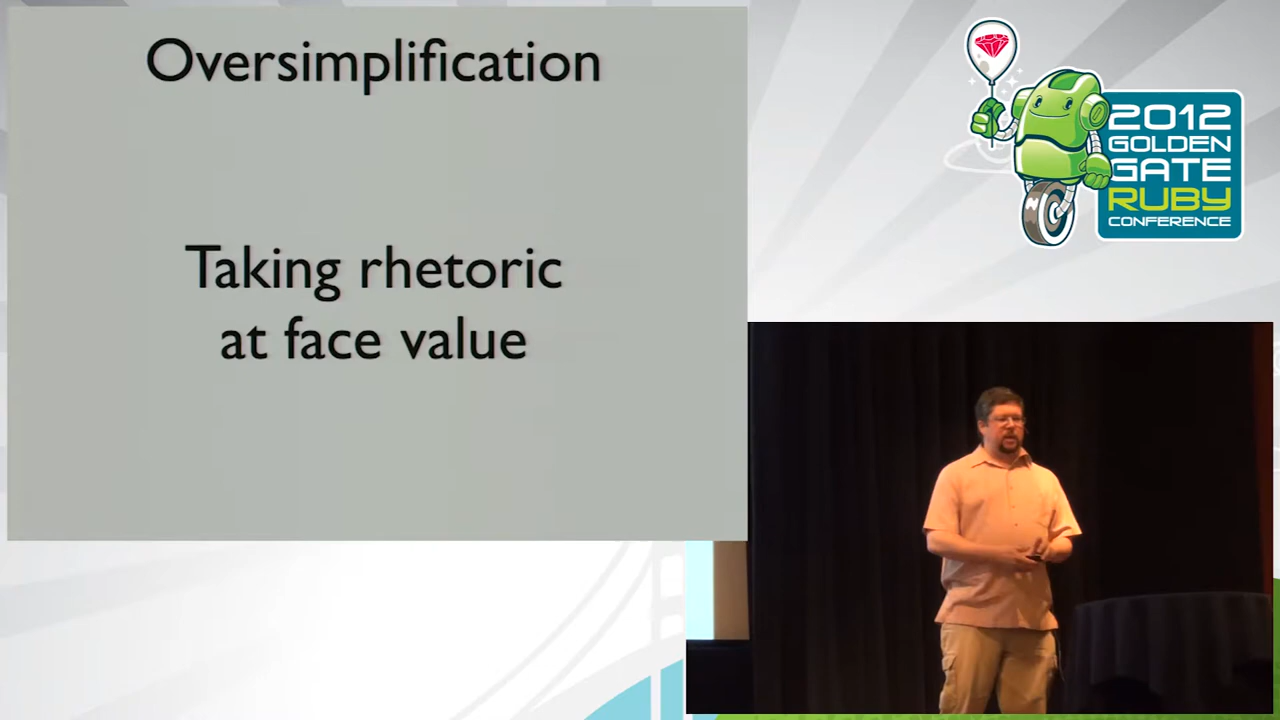 Oversimplification
Taking rhetoric
at face value
2012
GOLDEN
GATE
RUBY
CONFERENCE